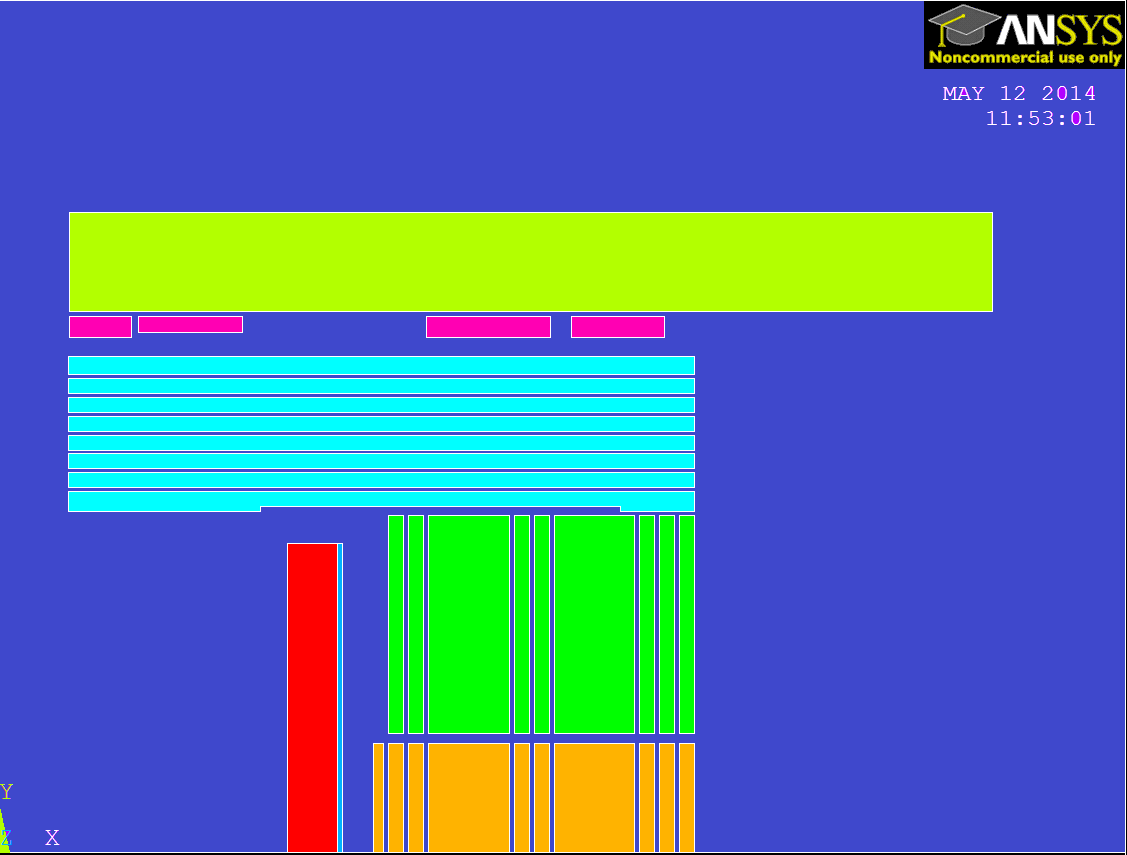 ANSYS
Noncommercial use only
MAY 12 2014
11:53:01
Y
Z X